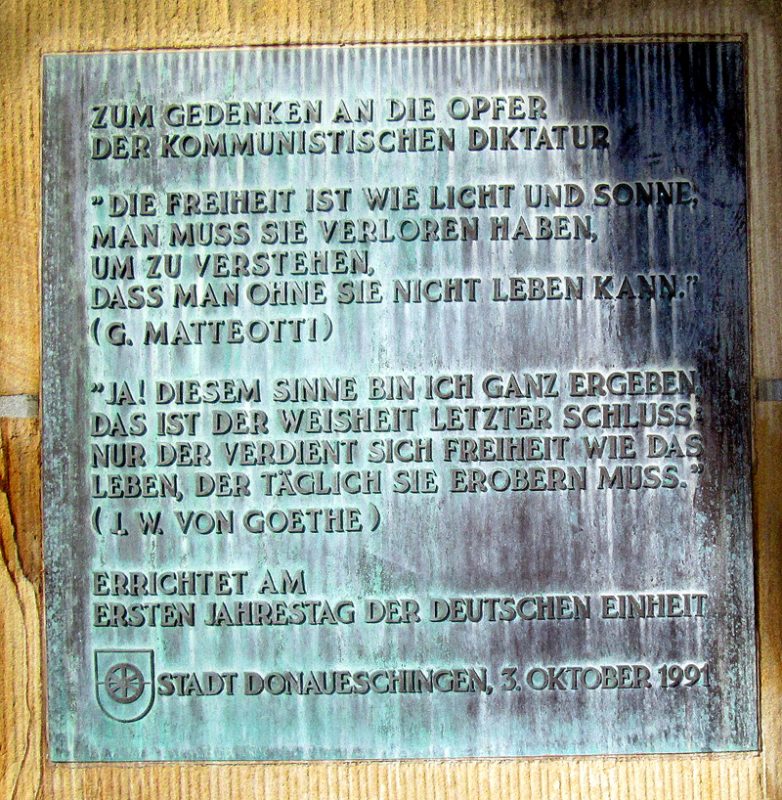 ZUM GEDENKEN AN DIE OPFER
DER KOMMUNISTISCHEN DIKTATUR
"DIE FREIHEIT IST WIE LICHT UND SONNE,
MAN MUSS SIE VERLOREN HABEN,
UM ZU VERSTEHEN,
DASS MAN OHNE SIE NICHT LEBEN KANN."
(G. MATTEOTTI)
"JA! DIESEM SINNE BIN ICH GANZ ERGEBEN,
DAS IST DER WEISHEIT LETZTER SCHLUSS:
NUR DER VERDIENT SICH FREIHEIT WIE DAS
LEBEN, DER TÄGLICH SIE EROBERN MUSS."
(J. W. VON GOETHE)
ERRICHTET AM
ERSTEN JAHRESTAG DER DEUTSCHEN EINHEIT
STADT DONAUESCHINGEN, 3. OKTOBER 1991